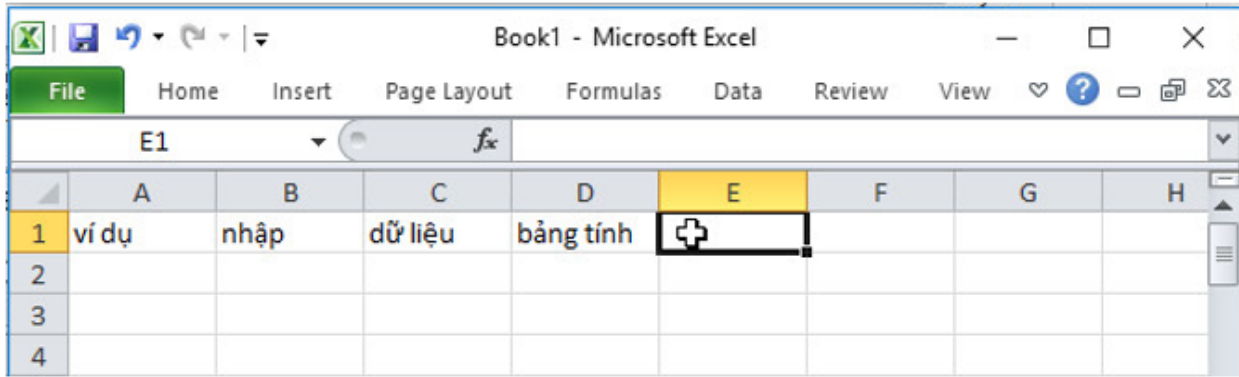 Book1 - Microsoft Excel
File Home Insert Page Layout Formulas Data Review View
E1 fx
A B C D E F G H
1 ví dụ nhập dữ liệu bảng tính
2
3
4